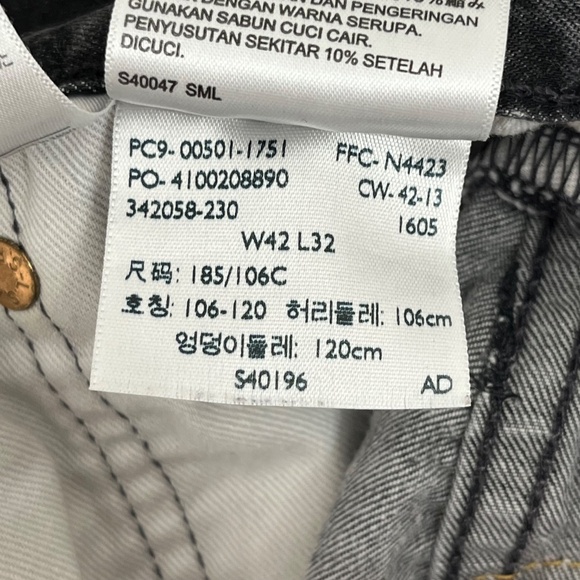 DAN PENGERINGAN
DENGAN WARNA SERUPA.
GUNAKAN SABUN CUCI CAIR.
PENYUSUTAN SEKITAR 10% SETELAH
DICUCI.
S40047 SML
PC9-00501-1751 FFC-N4423
PO-4100208890 CW-42-13
342058-230 1605
W42 L32
尺码: 185/106C
호칭: 106-120 허리둘레: 106cm
엉덩이둘레: 120cm
S40196 AD